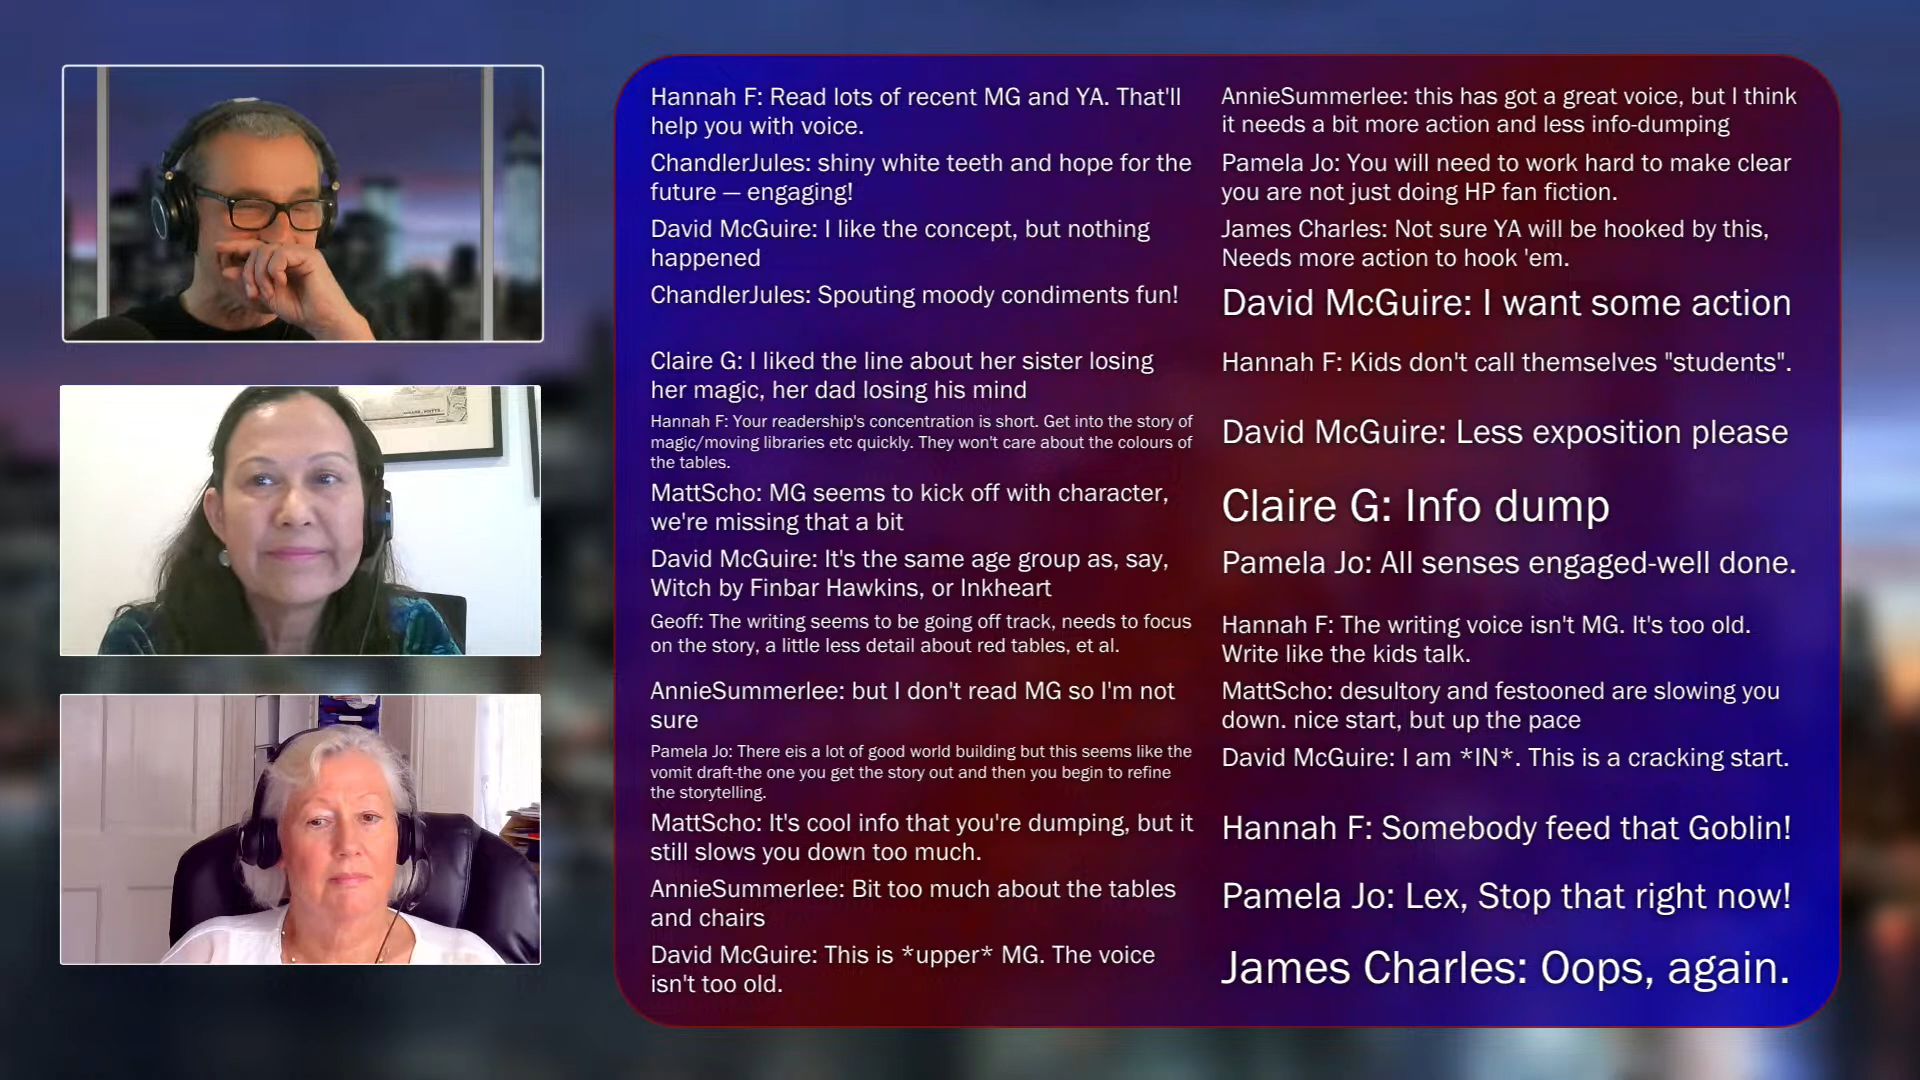 Hannah F: Read lots of recent MG and YA. That'll
help you with voice.
ChandlerJules: shiny white teeth and hope for the
future — engaging!
David McGuire: I like the concept, but nothing
happened
ChandlerJules: Spouting moody condiments fun!
Claire G: I liked the line about her sister losing
her magic, her dad losing his mind
Hannah F: Your readership's concentration is short. Get into the story of
magic/moving libraries etc quickly. They won't care about the colours of
the tables.
MattScho: MG seems to kick off with character,
we're missing that a bit
David McGuire: It's the same age group as, say,
Witch by Finbar Hawkins, or Inkheart
Geoff: The writing seems to be going off track, needs to focus
on the story, a little less detail about red tables, et al.
AnnieSummerlee: but I don't read MG so I'm not
sure
Pamela Jo: There eis a lot of good world building but this seems like the
vomit draft-the one you get the story out and then you begin to refine
the storytelling.
MattScho: It's cool info that you're dumping, but it
still slows you down too much.
AnnieSummerlee: Bit too much about the tables
and chairs
David McGuire: This is *upper* MG. The voice
isn't too old.
AnnieSummerlee: this has got a great voice, but I think
it needs a bit more action and less info-dumping
Pamela Jo: You will need to work hard to make clear
you are not just doing HP fan fiction.
James Charles: Not sure YA will be hooked by this,
Needs more action to hook 'em.
David McGuire: I want some action
Hannah F: Kids don't call themselves "students".
David McGuire: Less exposition please
Claire G: Info dump
Pamela Jo: All senses engaged-well done.
Hannah F: The writing voice isn't MG. It's too old.
Write like the kids talk.
MattScho: desultory and festooned are slowing you
down. nice start, but up the pace
David McGuire: I am *IN*. This is a cracking start.
Hannah F: Somebody feed that Goblin!
Pamela Jo: Lex, Stop that right now!
James Charles: Oops, again.